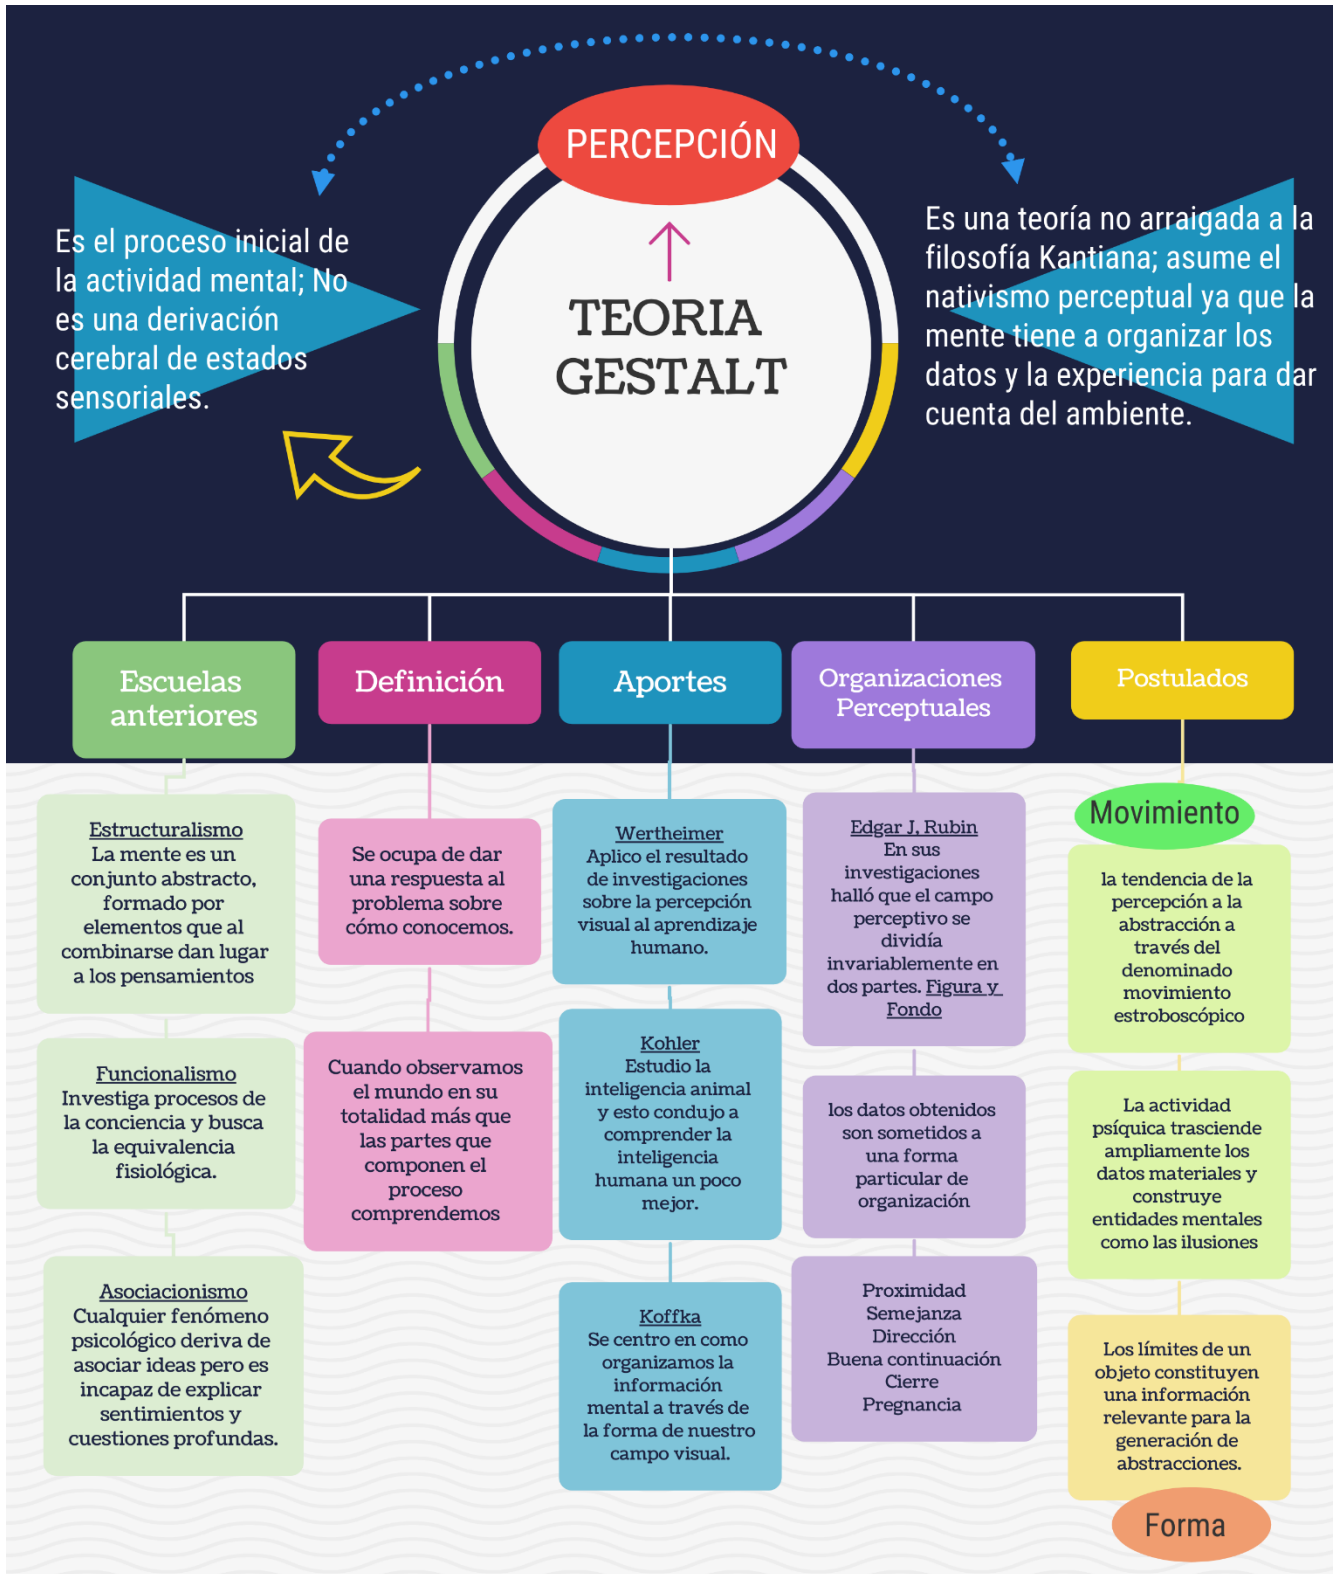 PERCEPCIÓN
TEORIA
GESTALT
Es el proceso inicial de
la actividad mental; No
es una derivación
cerebral de estados
sensoriales.
Es una teoría no arraigada a la
filosofía Kantiana; asume el
nativismo perceptual ya que la
mente tiene a organizar los
datos y la experiencia para dar
cuenta del ambiente.
Escuelas
anteriores
Estructuralismo
La mente es un
conjunto abstracto,
formado por
elementos que al
combinarse dan lugar
a los pensamientos
Funcionalismo
Investiga procesos de
la conciencia y busca
la equivalencia
fisiológica.
Asociacionismo
Cualquier fenómeno
psicológico deriva de
asociar ideas pero es
incapaz de explicar
sentimientos y
cuestiones profundas.
Definición
Se ocupa de dar
una respuesta al
problema sobre
cómo conocemos.
Cuando observamos
el mundo en su
totalidad más que
las partes que
componen el
proceso
comprendemos
Aportes
Wertheimer
Aplico el resultado
de investigaciones
sobre la percepción
visual al aprendizaje
humano.
Kohler
Estudio la
inteligencia animal
y esto condujo a
comprender la
inteligencia
humana un poco
mejor.
Koffka
Se centro en como
organizamos la
información
mental a través de
la forma de nuestro
campo visual.
Organizaciones
Perceptuales
Edgar J, Rubin
En sus
investigaciones
halló que el campo
perceptivo se
dividía
invariablemente en
dos partes. Figura y
Fondo
los datos obtenidos
son sometidos a
una forma
particular de
organización
Proximidad
Semejanza
Dirección
Buena continuación
Cierre
Pregnancia
Postulados
Movimiento
la tendencia de la
percepción a la
abstracción a
través del
denominado
movimiento
estroboscópico
La actividad
psíquica trasciende
ampliamente los
datos materiales y
construye
entidades mentales
como las ilusiones
Los límites de un
objeto constituyen
una información
relevante para la
generación de
abstracciones.
Forma